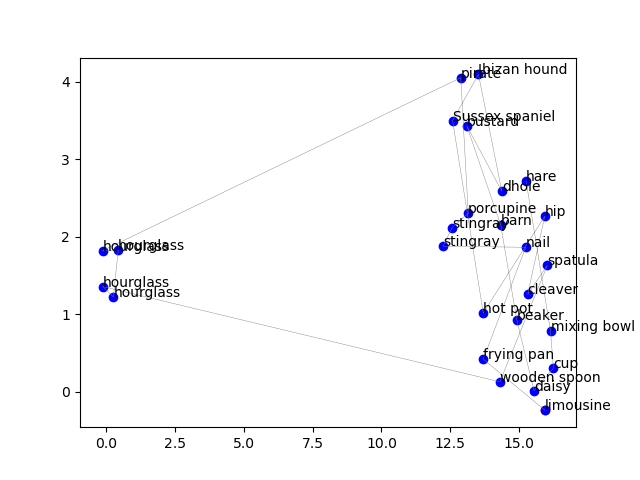 4
3
2
1
0
pirate
Ibizan hound
Sussex spaniel
bustard
hare
dhole
porcupine
hip
barn
stingray
stingray
nail
hourglass
hourglass
spatula
hourglass
hourglass
cleaver
hot pot
beaker
mixing bowl
frying pan
cup
wooden spoon
daisy
limousine
0.0 2.5 5.0 7.5 10.0 12.5 15.0